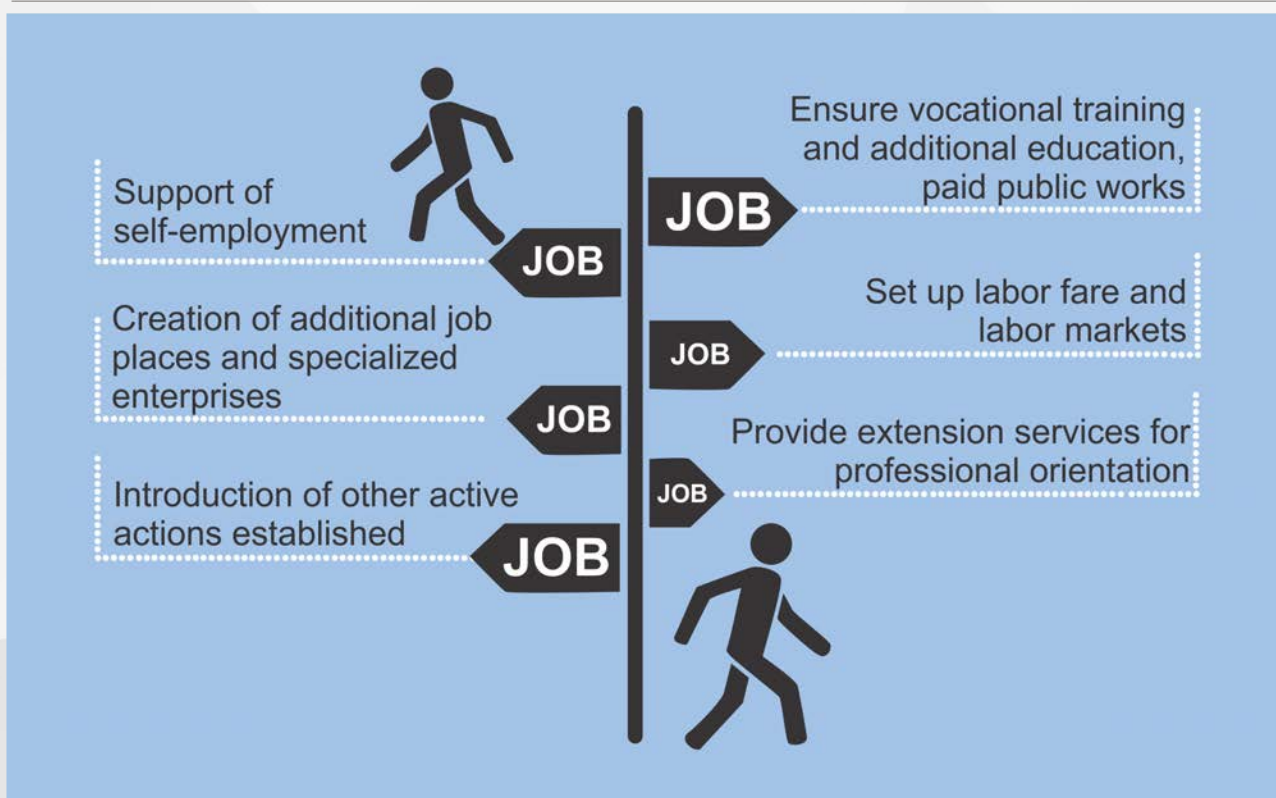 Support of
self-employment
JOB
Creation of additional job
places and specialized
enterprises
JOB
Introduction of other active
actions established
JOB
Ensure vocational training
and additional education,
paid public works
JOB
Set up labor fare and
labor markets
JOB
Provide extension services for
professional orientation
JOB